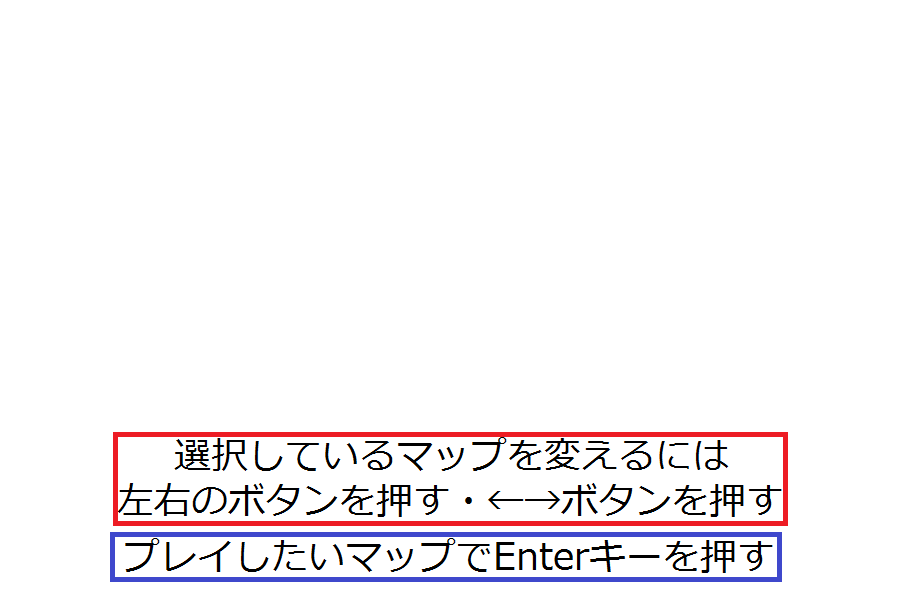 選択しているマップを変えるには
左右のボタンを押す・←→ボタンを押す
プレイしたいマップでEnterキーを押す